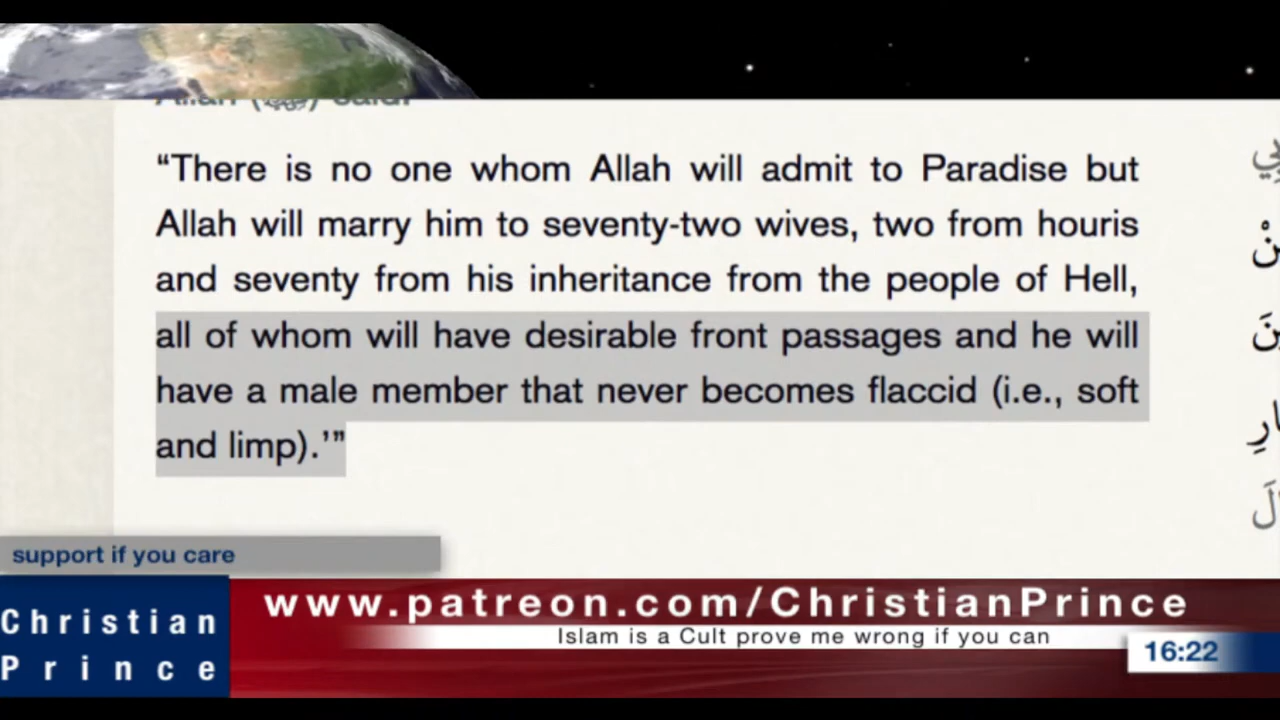 “There is no one whom Allah will admit to Paradise but
Allah will marry him to seventy-two wives, two from houris
and seventy from his inheritance from the people of Hell,
all of whom will have desirable front passages and he will
have a male member that never becomes flaccid (i.e., soft
and limp).’”
support if you care
Christian
Prince
www.patreon.com/ChristianPrince
Islam is a Cult prove me wrong if you can
16:22